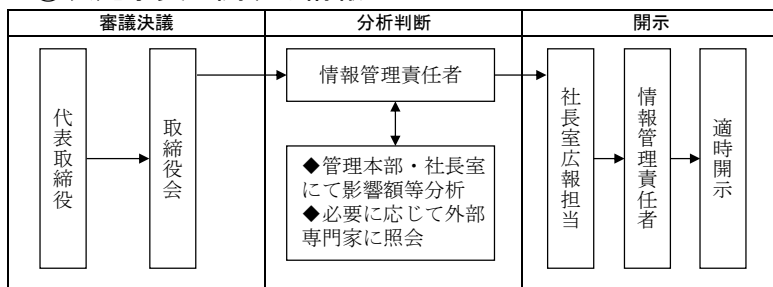 審議決議
分析判断
開示
代表取締役
取締役会
情報管理責任者
◆管理本部・社長室
にて影響額等分析
◆必要に応じて外部
専門家に照会
社長室広報担当
情報管理責任者
適時開示